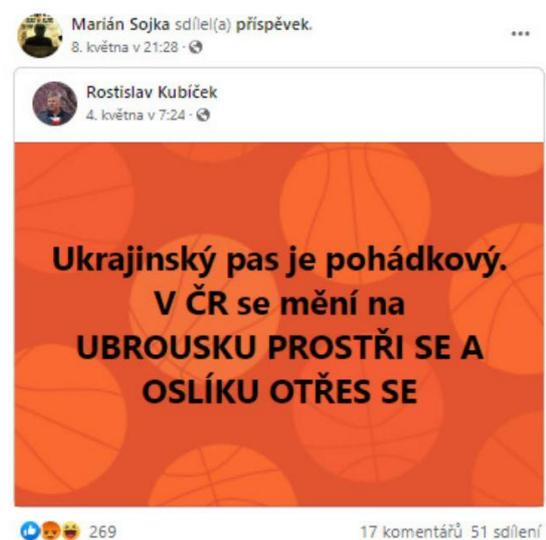 Marián Sojka sdílel(a) příspěvek.
8. května v 21:28 ·
Rostislav Kubíček
4. května v 7:24 ·
Ukrajinský pas je pohádkový.
V ČR se mění na
UBROUSKU PROSTŘI SE A
OSLÍKU OTŘES SE
269
17 komentářů 51 sdílení